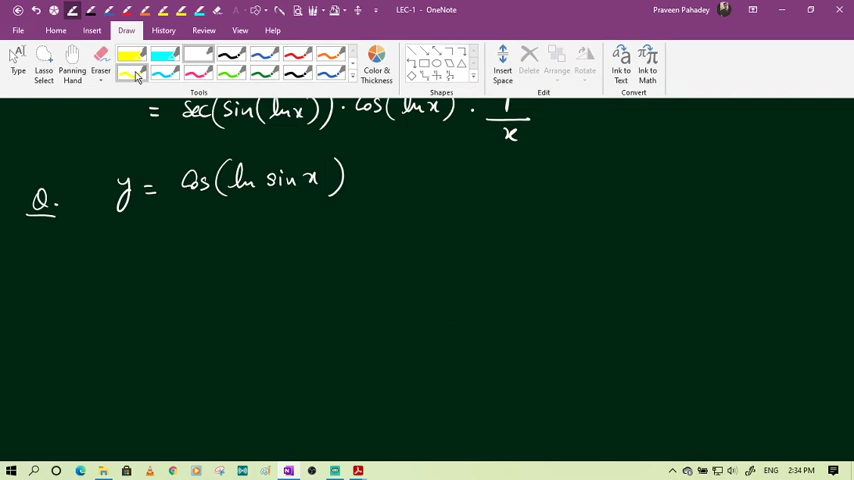 LEC-1 - OneNote
Praveen Pahadey
File Home Insert Draw History Review View Help
Type
Lasso Select
Panning Hand
Eraser
Color & Thickness
Insert Space
Delete
Arrange
Rotate
Ink to Text
Ink to Math
Tools
Shapes
Edit
Convert
= sec(sin(ln x)) · cos(ln x) · 1/x
Q. y = cos(ln sin x)
ENG 2:34 PM